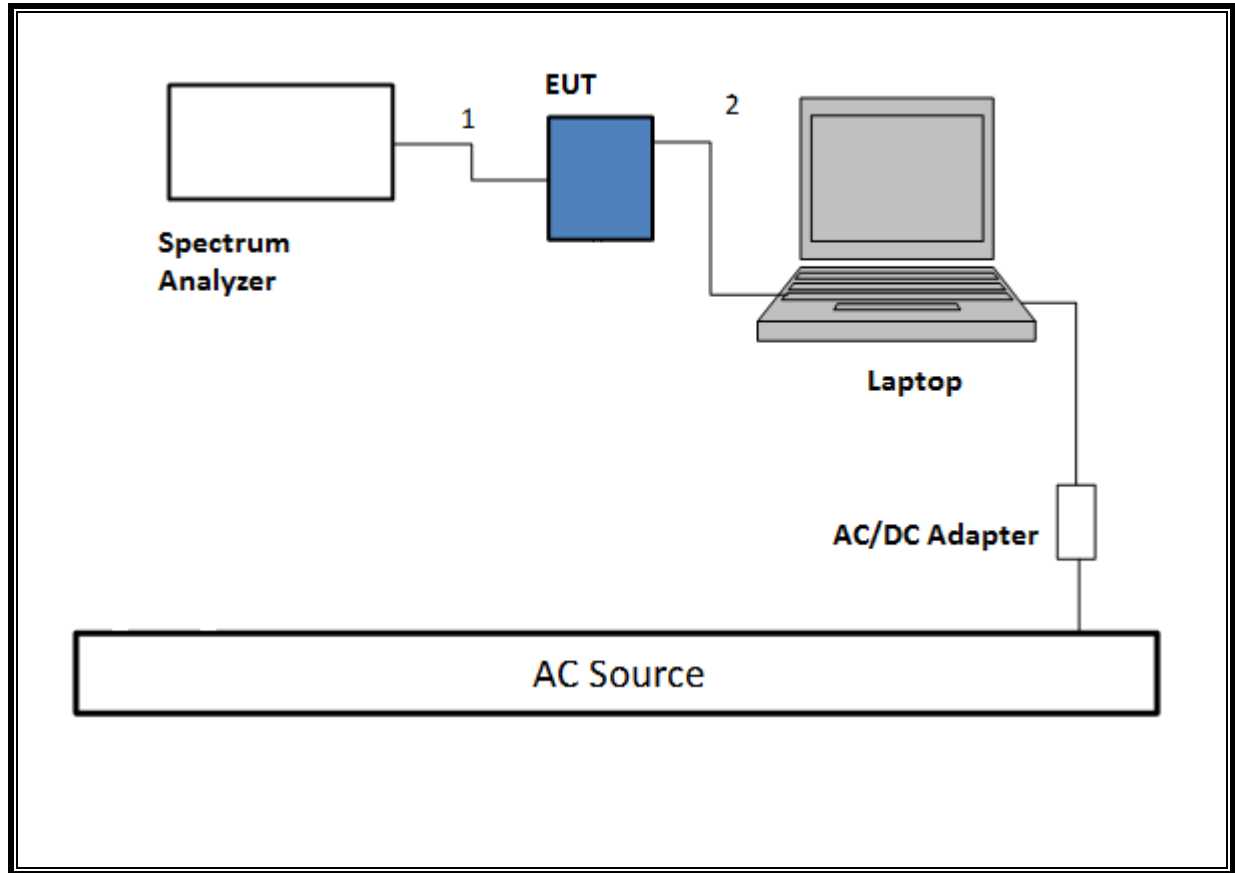 EUT
1
2
Spectrum
Analyzer
Laptop
AC/DC Adapter
AC Source